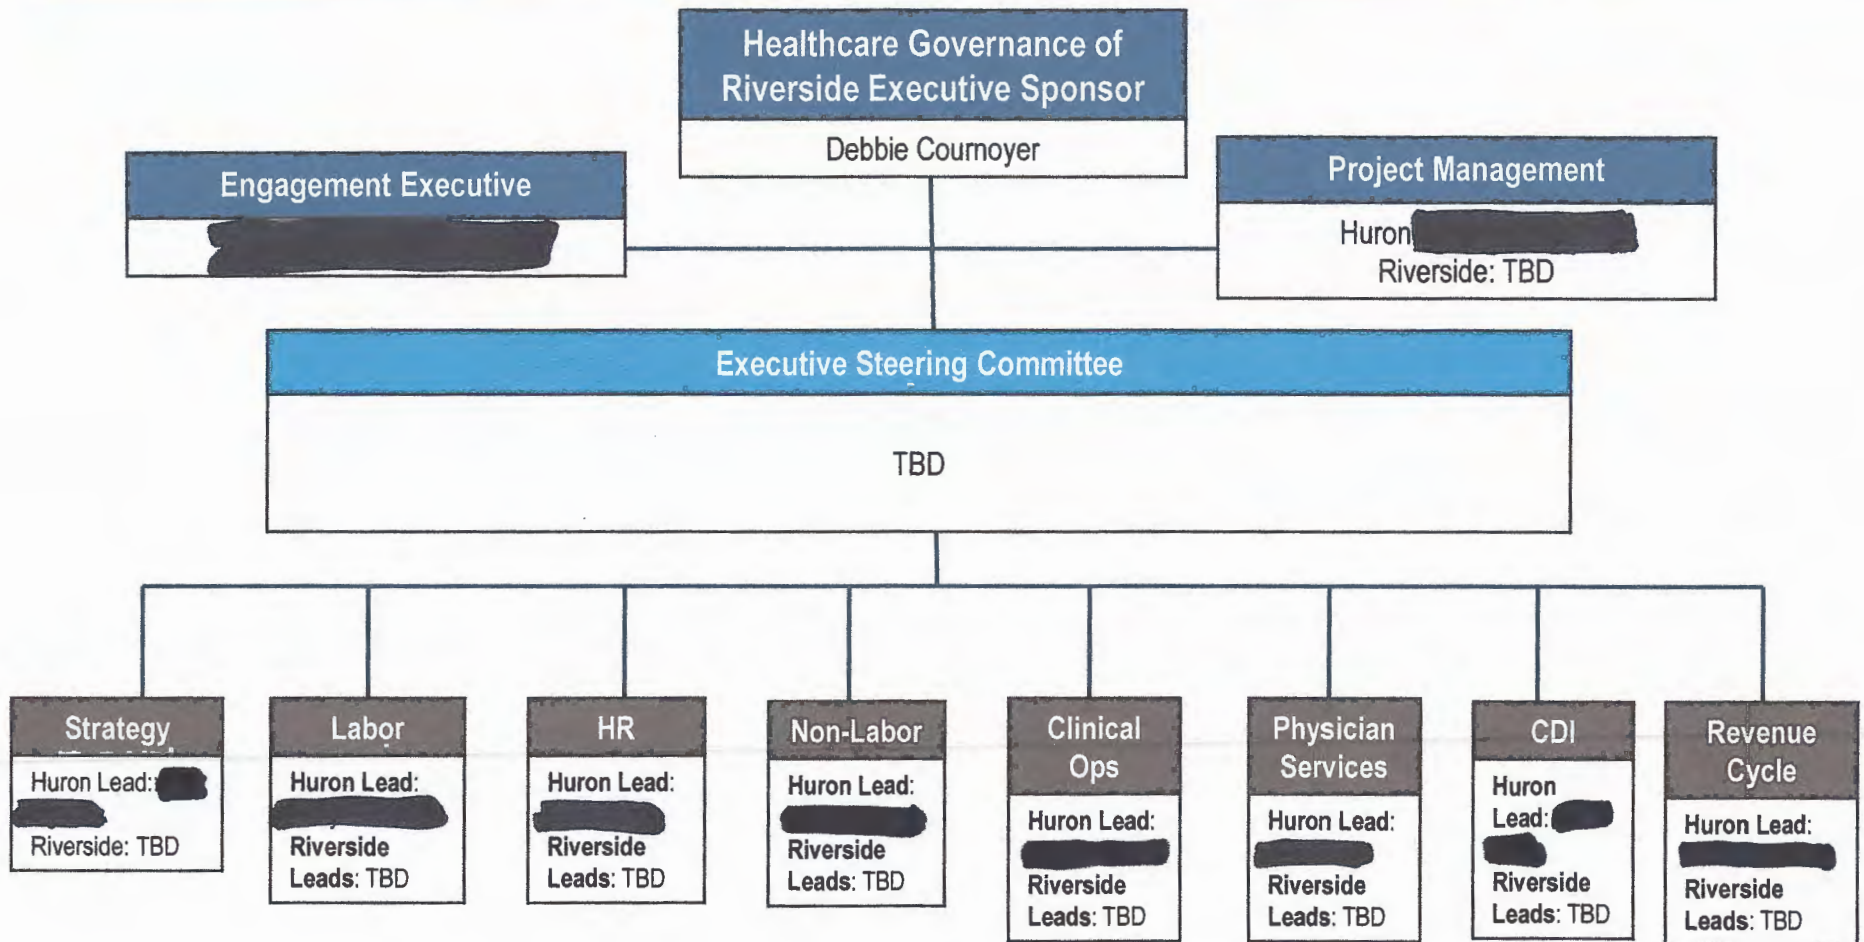 Healthcare Governance of
Riverside Executive Sponsor
Debbie Cournoyer
Engagement Executive
Project Management
Huron
Riverside: TBD
Executive Steering Committee
TBD
Strategy
Huron Lead:
Riverside: TBD
Labor
Huron Lead:
Riverside
Leads: TBD
HR
Huron Lead:
Riverside
Leads: TBD
Non-Labor
Huron Lead:
Riverside
Leads: TBD
Clinical
Ops
Huron Lead:
Riverside
Leads: TBD
Physician
Services
Huron Lead:
Riverside
Leads: TBD
CDI
Huron
Lead:
Riverside
Leads: TBD
Revenue
Cycle
Huron Lead:
Riverside
Leads: TBD